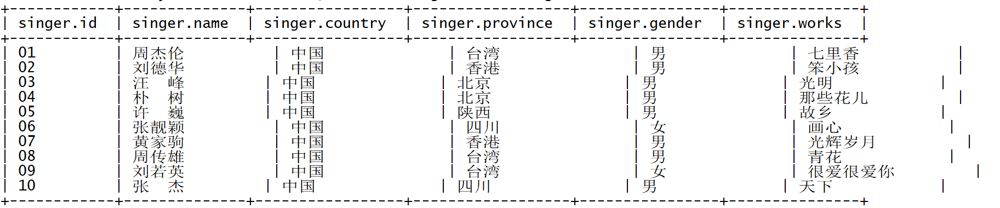 +------------+--------------+-----------------+------------------+----------------+---------------+
| singer.id | singer.name | singer.country | singer.province | singer.gender | singer.works |
+------------+--------------+-----------------+------------------+----------------+---------------+
| 01 | 周杰伦 | 中国 | 台湾 | 男 | 七里香 |
| 02 | 刘德华 | 中国 | 香港 | 男 | 笨小孩 |
| 03 | 汪　峰 | 中国 | 北京 | 男 | 光明 |
| 04 | 朴　树 | 中国 | 北京 | 男 | 那些花儿 |
| 05 | 许　巍 | 中国 | 陕西 | 男 | 故乡 |
| 06 | 张靓颖 | 中国 | 四川 | 女 | 画心 |
| 07 | 黄家驹 | 中国 | 香港 | 男 | 光辉岁月 |
| 08 | 周传雄 | 中国 | 台湾 | 男 | 青花 |
| 09 | 刘若英 | 中国 | 台湾 | 女 | 很爱很爱你 |
| 10 | 张　杰 | 中国 | 四川 | 男 | 天下 |
+------------+--------------+-----------------+------------------+----------------+---------------+